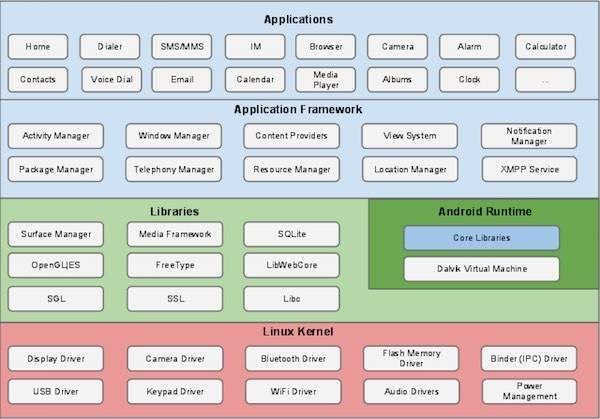 Applications
Home Dialer SMS/MMS IM Browser Camera Alarm Calculator
Contacts Voice Dial Email Calendar Media Player Albums Clock ...
Application Framework
Activity Manager Window Manager Content Providers View System Notification Manager
Package Manager Telephony Manager Resource Manager Location Manager XMPP Service
Libraries
Surface Manager Media Framework SQLite
OpenGL|ES FreeType LibWebCore
SGL SSL Libc
Android Runtime
Core Libraries
Dalvik Virtual Machine
Linux Kernel
Display Driver Camera Driver Bluetooth Driver Flash Memory Driver Binder (IPC) Driver
USB Driver Keypad Driver WiFi Driver Audio Drivers Power Management